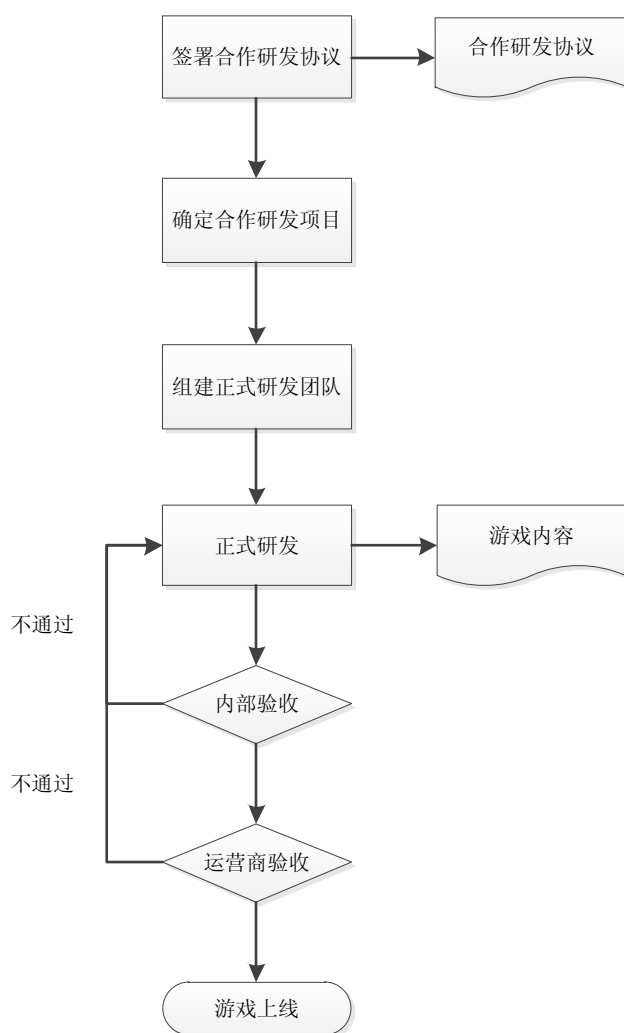 签署合作研发协议
合作研发协议
确定合作研发项目
组建正式研发团队
正式研发
游戏内容
不通过
内部验收
不通过
运营商验收
游戏上线